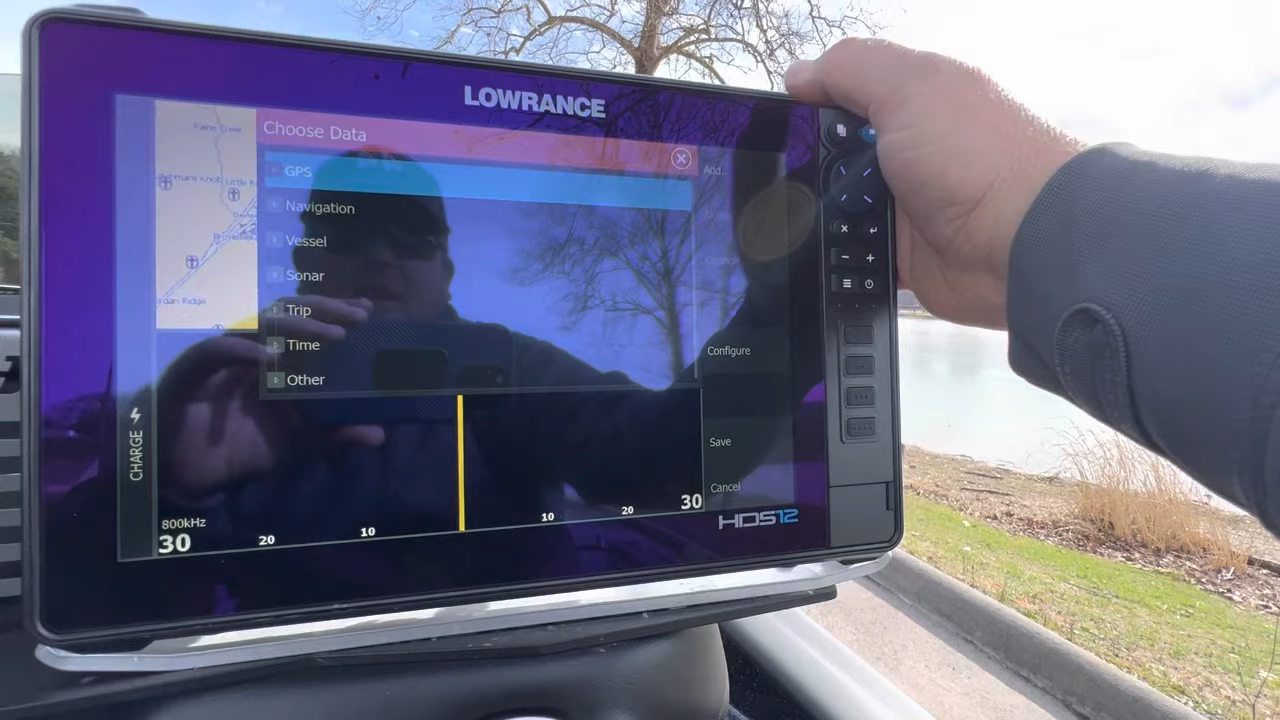 LOWRANCE
Choose Data
GPS
Add..
Navigation
Vessel
Sonar
Trip
Time
Configure
Other
CHARGE
Save
Cancel
800kHz
30
20
10
10
20
30
HDS12